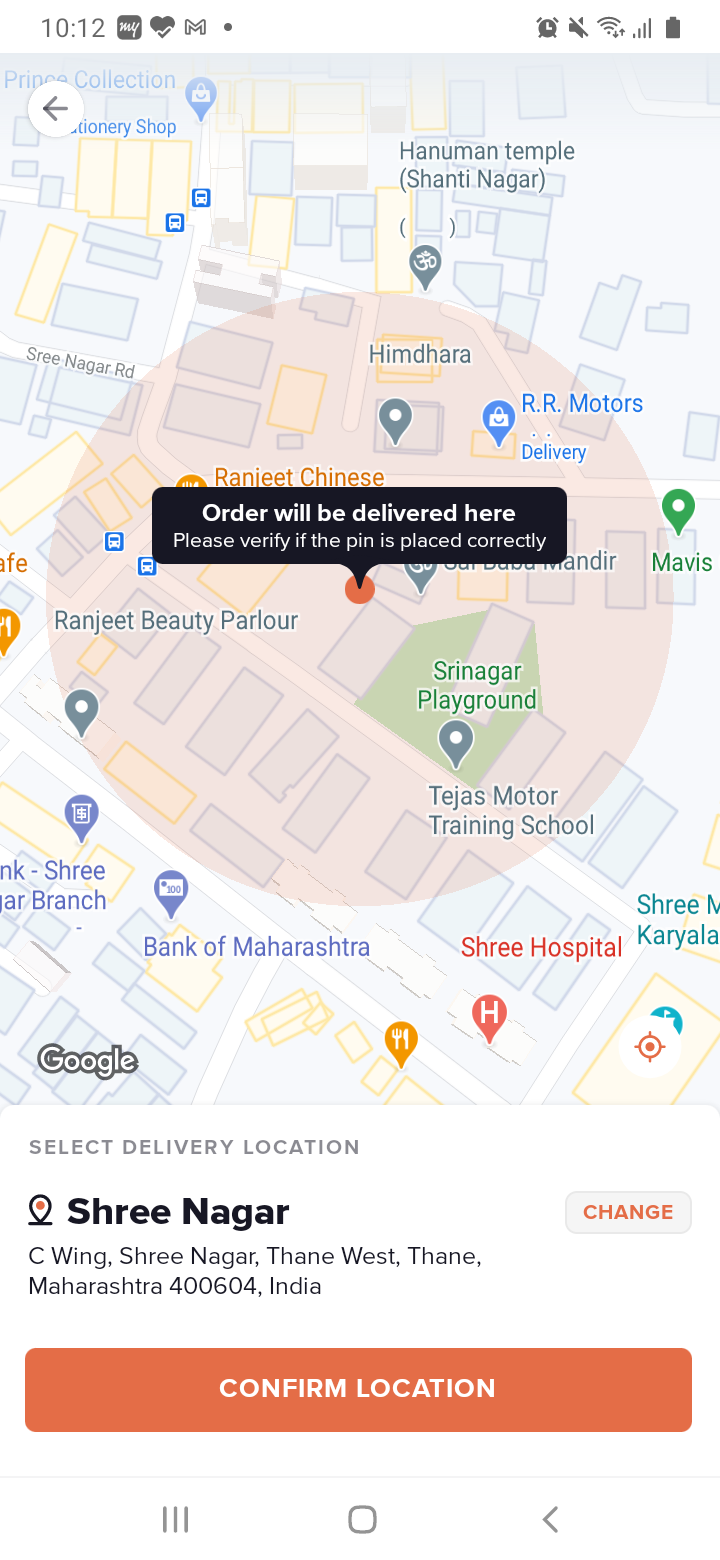 10:12
Prince Collection
tionery Shop
Hanuman temple
(Shanti Nagar)
( )
Sree Nagar Rd
Himdhara
R.R. Motors
Delivery
Ranjeet Chinese
Order will be delivered here
Please verify if the pin is placed correctly
Sai Baba Mandir
Mavis
afe
Ranjeet Beauty Parlour
Srinagar
Playground
Tejas Motor
Training School
nk - Shree
gar Branch
-
100
Bank of Maharashtra
Shree Hospital
Shree M
Karyala
H
Google
SELECT DELIVERY LOCATION
Shree Nagar
CHANGE
C Wing, Shree Nagar, Thane West, Thane,
Maharashtra 400604, India
CONFIRM LOCATION